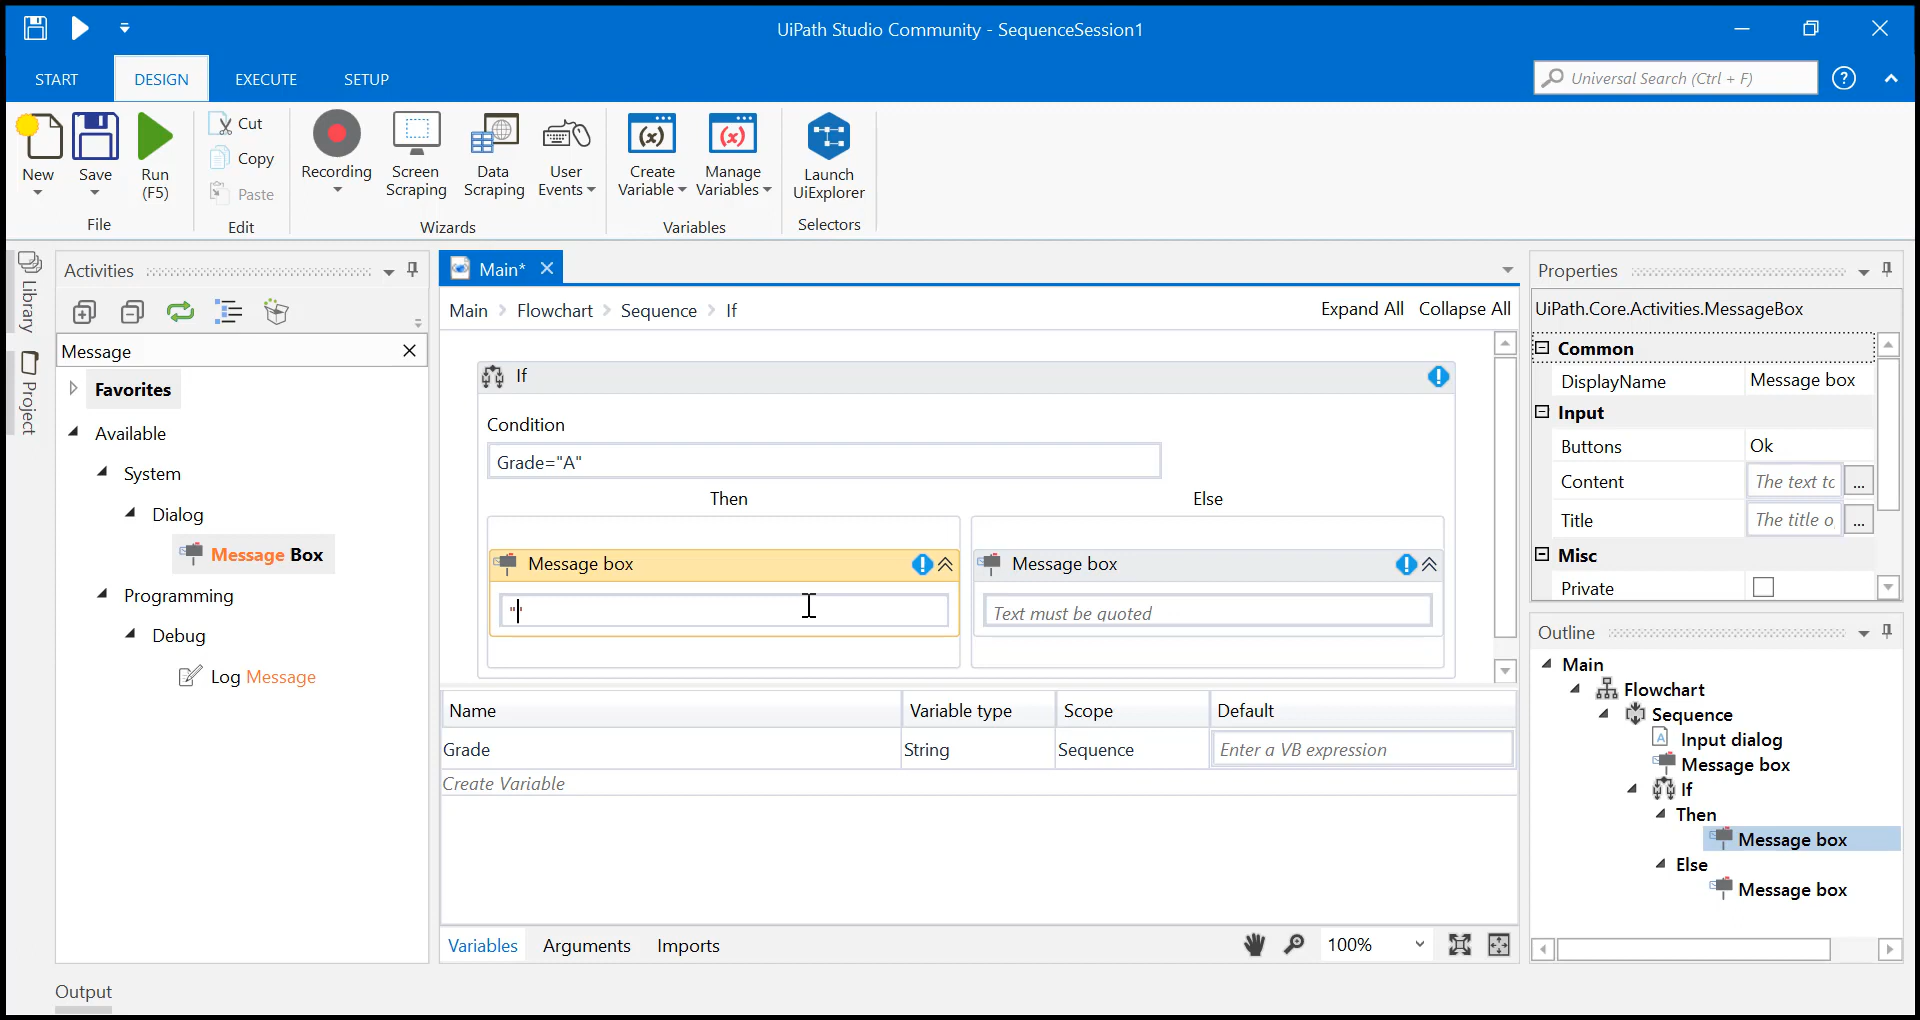 UiPath Studio Community - SequenceSession1
START DESIGN EXECUTE SETUP
Universal Search (Ctrl + F)
New
Save
Run
(F5)
File
Cut
Copy
Paste
Edit
Recording
Screen
Scraping
Data
Scraping
User
Events
Wizards
Create
Variable
Manage
Variables
Variables
Launch
UiExplorer
Selectors
Library
Project
Activities
Message
Favorites
Available
System
Dialog
Message Box
Programming
Debug
Log Message
Main*
Main > Flowchart > Sequence > If
Expand All Collapse All
If
Condition
Grade="A"
Then
Else
Message box
""
Message box
Text must be quoted
Name Variable type Scope Default
Grade String Sequence Enter a VB expression
Create Variable
Variables Arguments Imports
100%
Properties
UiPath.Core.Activities.MessageBox
Common
DisplayName Message box
Input
Buttons Ok
Content The text to ...
Title The title o ...
Misc
Private
Outline
Main
Flowchart
Sequence
Input dialog
Message box
If
Then
Message box
Else
Message box
Output